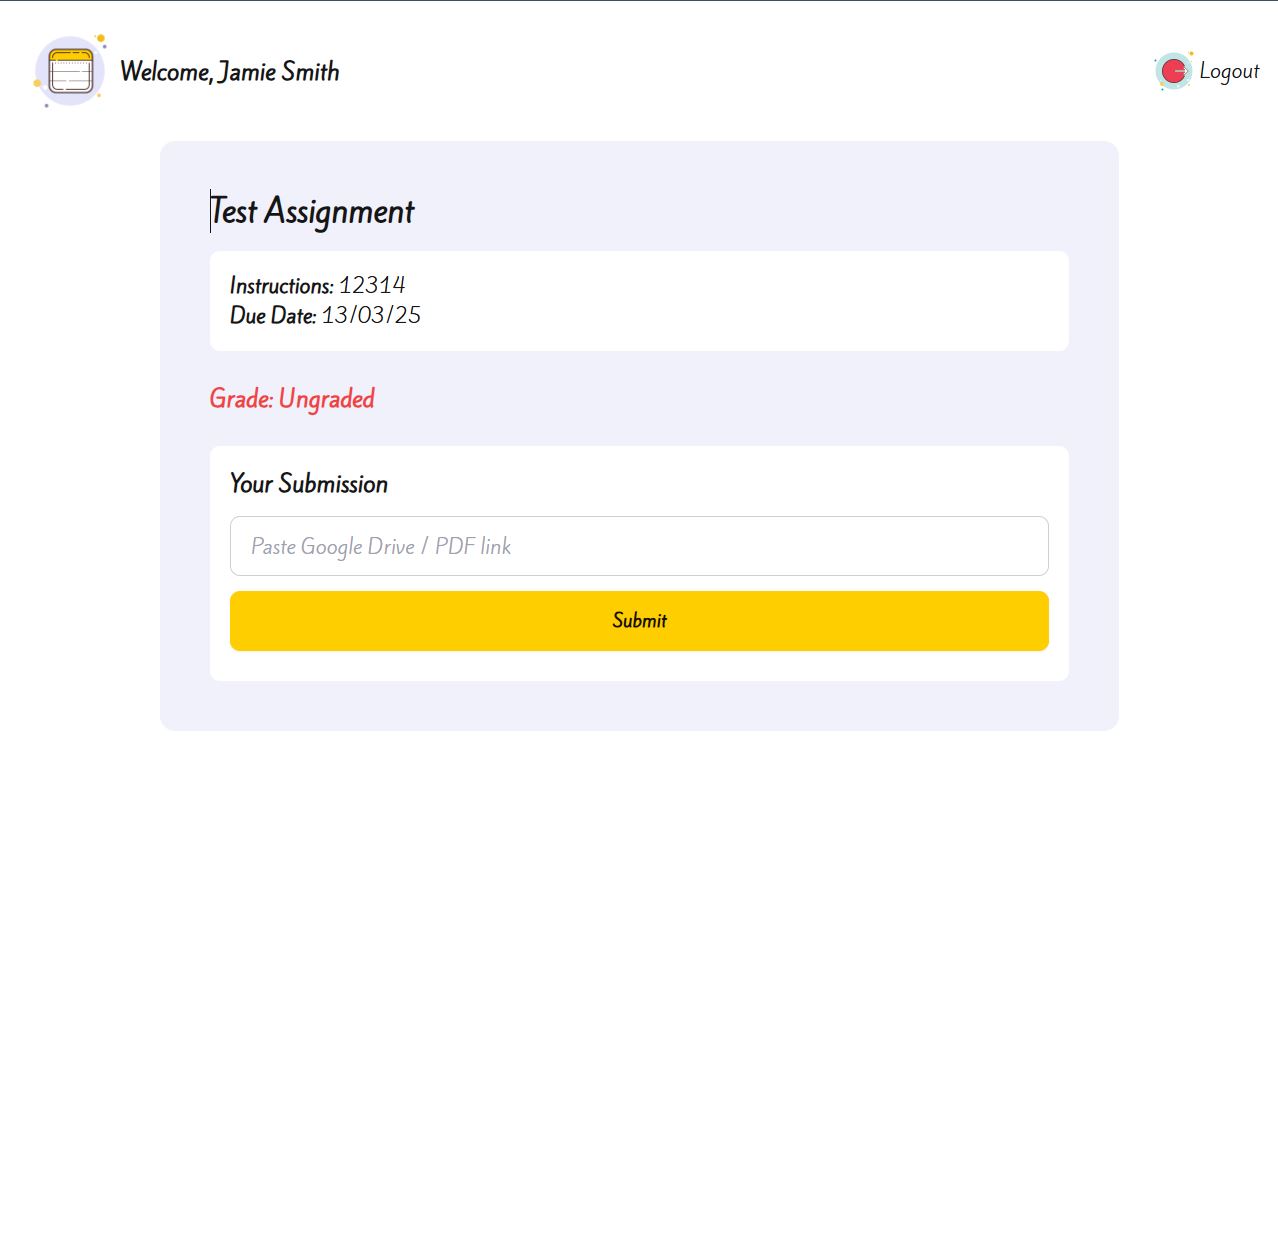 Welcome, Jamie Smith
Logout
Test Assignment
Instructions: 12314
Due Date: 13/03/25
Grade: Ungraded
Your Submission
Paste Google Drive / PDF link
Submit